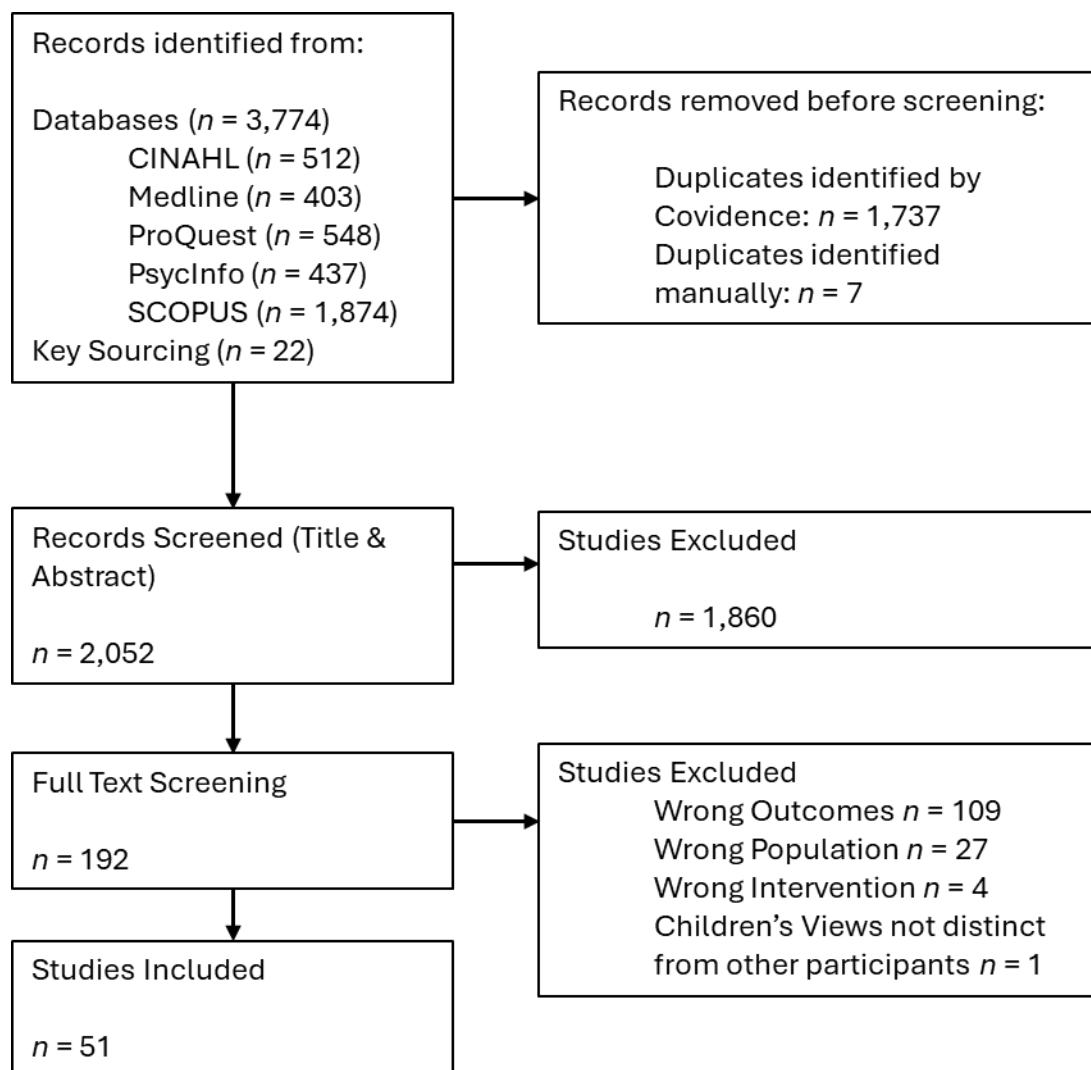 Records identified from:
Databases (n = 3,774)
CINAHL (n = 512)
Medline (n = 403)
ProQuest (n = 548)
PsycInfo (n = 437)
SCOPUS (n = 1,874)
Key Sourcing (n = 22)
Records removed before screening:
Duplicates identified by
Covidence: n = 1,737
Duplicates identified
manually: n = 7
Records Screened (Title &
Abstract)
n = 2,052
Studies Excluded
n = 1,860
Full Text Screening
n = 192
Studies Excluded
Wrong Outcomes n = 109
Wrong Population n = 27
Wrong Intervention n = 4
Children’s Views not distinct
from other participants n = 1
Studies Included
n = 51